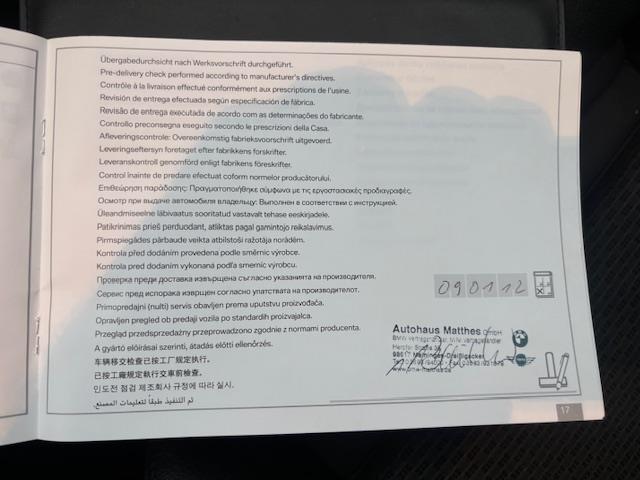 Übergabedurchsicht nach Werksvorschrift durchgeführt.
Pre-delivery check performed according to manufacturer's directives.
Contrôle à la livraison effectué conformément aux prescriptions de l'usine.
Revisión de entrega efectuada según especificación de fábrica.
Revisão de entrega executada de acordo com as determinações do fabricante.
Controllo preconsegna eseguito secondo le prescrizioni della Casa.
Afleveringscontrole: Overeenkomstig fabrieksvoorschrift uitgevoerd.
Leveringseftersyn foretaget efter fabrikkens forskrifter.
Leveranskontroll genomförd enligt fabrikens föreskrifter.
Control înainte de predare efectuat coform normelor producătorului.
Επιθεώρηση παράδοσης: Πραγματοποιήθηκε σύμφωνα με τις εργοστασιακές προδιαγραφές.
Осмотр при выдаче автомобиля владельцу: Выполнен в соответствии с инструкцией.
Üleandmiseelne läbivaatus sooritatud vastavalt tehase eeskirjadele.
Patikrinimas prieš perduodant, atliktas pagal gamintojo reikalavimus.
Pirmspiegādes pārbaude veikta atbilstoši ražotāja norādēm.
Kontrola před dodáním provedena podle směrnic výrobce.
Kontrola pred dodaním vykonaná podľa smerníc výrobcu.
Проверка преди доставка извършена съгласно указанията на производителя.
Сервис пред испорака извршен согласно упатствата на производителот.
Primopredajni (nulti) servis obavljen prema uputstvu proizvođača.
Opravljen pregled ob predaji vozila po standardih proizvajalca.
Przegląd przedsprzedażny przeprowadzono zgodnie z normami producenta.
A gyártó előírásai szerinti, átadás előtti ellenőrzés.
车辆移交检查已按工厂规定执行。
已按工廠規定執行交車前檢查。
인도전 점검 제조회사 규정에 따라 실시.
تم التنفيذ طبقاً لتعليمات المصنع.
090112
Autohaus Matthes GmbH
BMW Vertragshändler, MINI Vertragshändler
98617 Meiningen-Dreißigacker
17